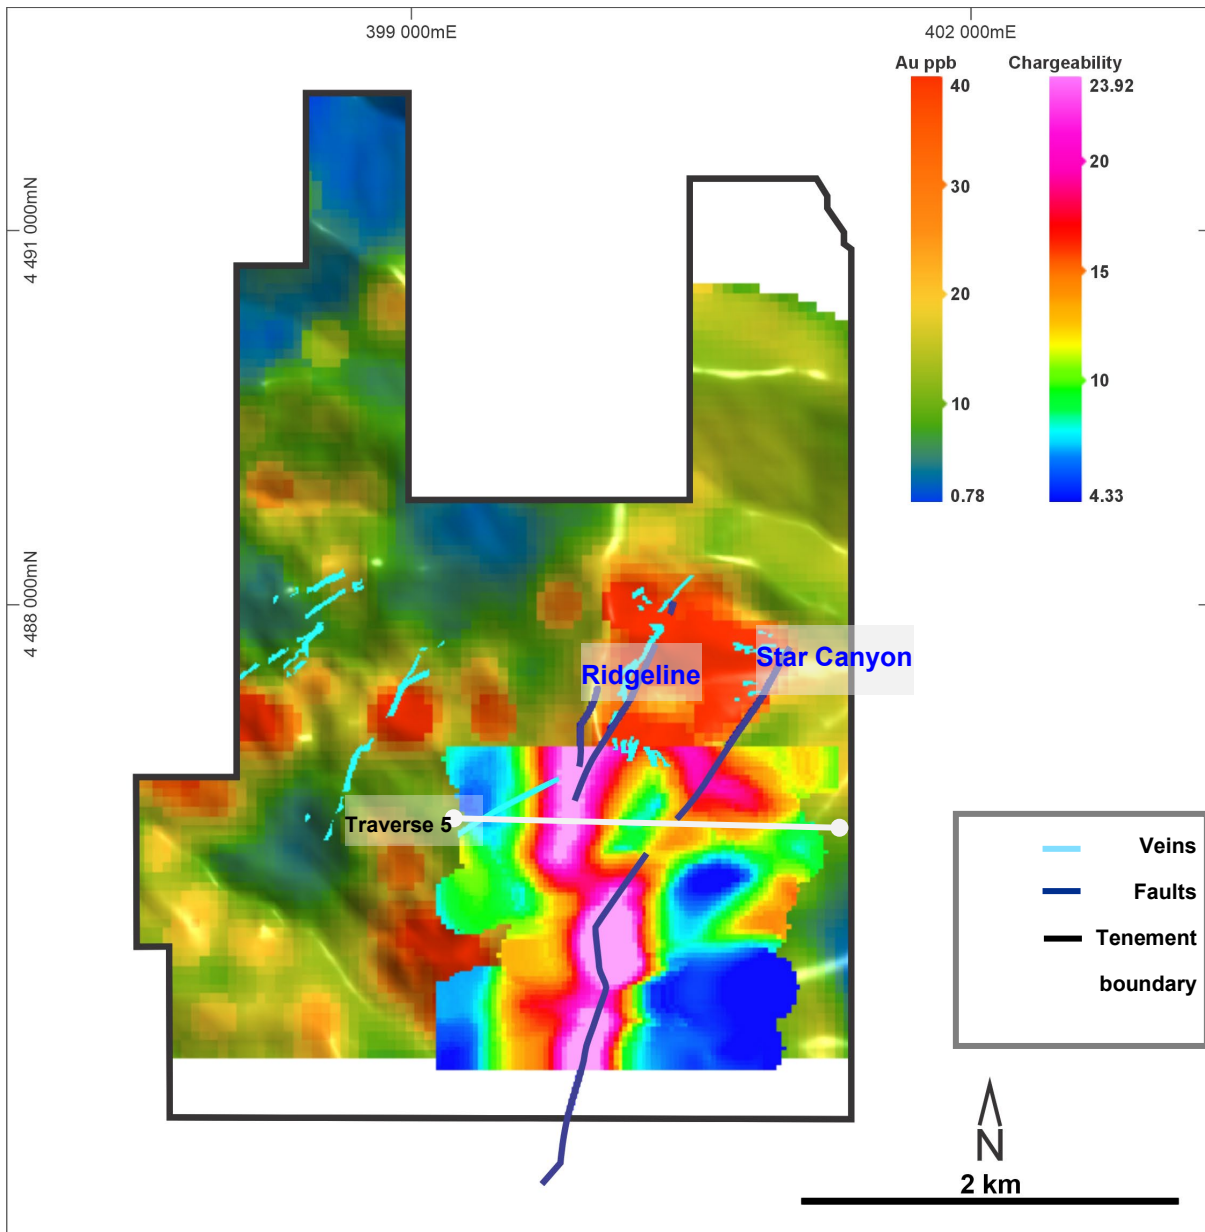 399 000mE
402 000mE
Au ppb
Chargeability
40
30
20
10
0.78
23.92
20
15
10
4.33
4 491 000mN
4 488 000mN
Ridgeline
Star Canyon
Traverse 5
Veins
Faults
Tenement
boundary
N
2 km